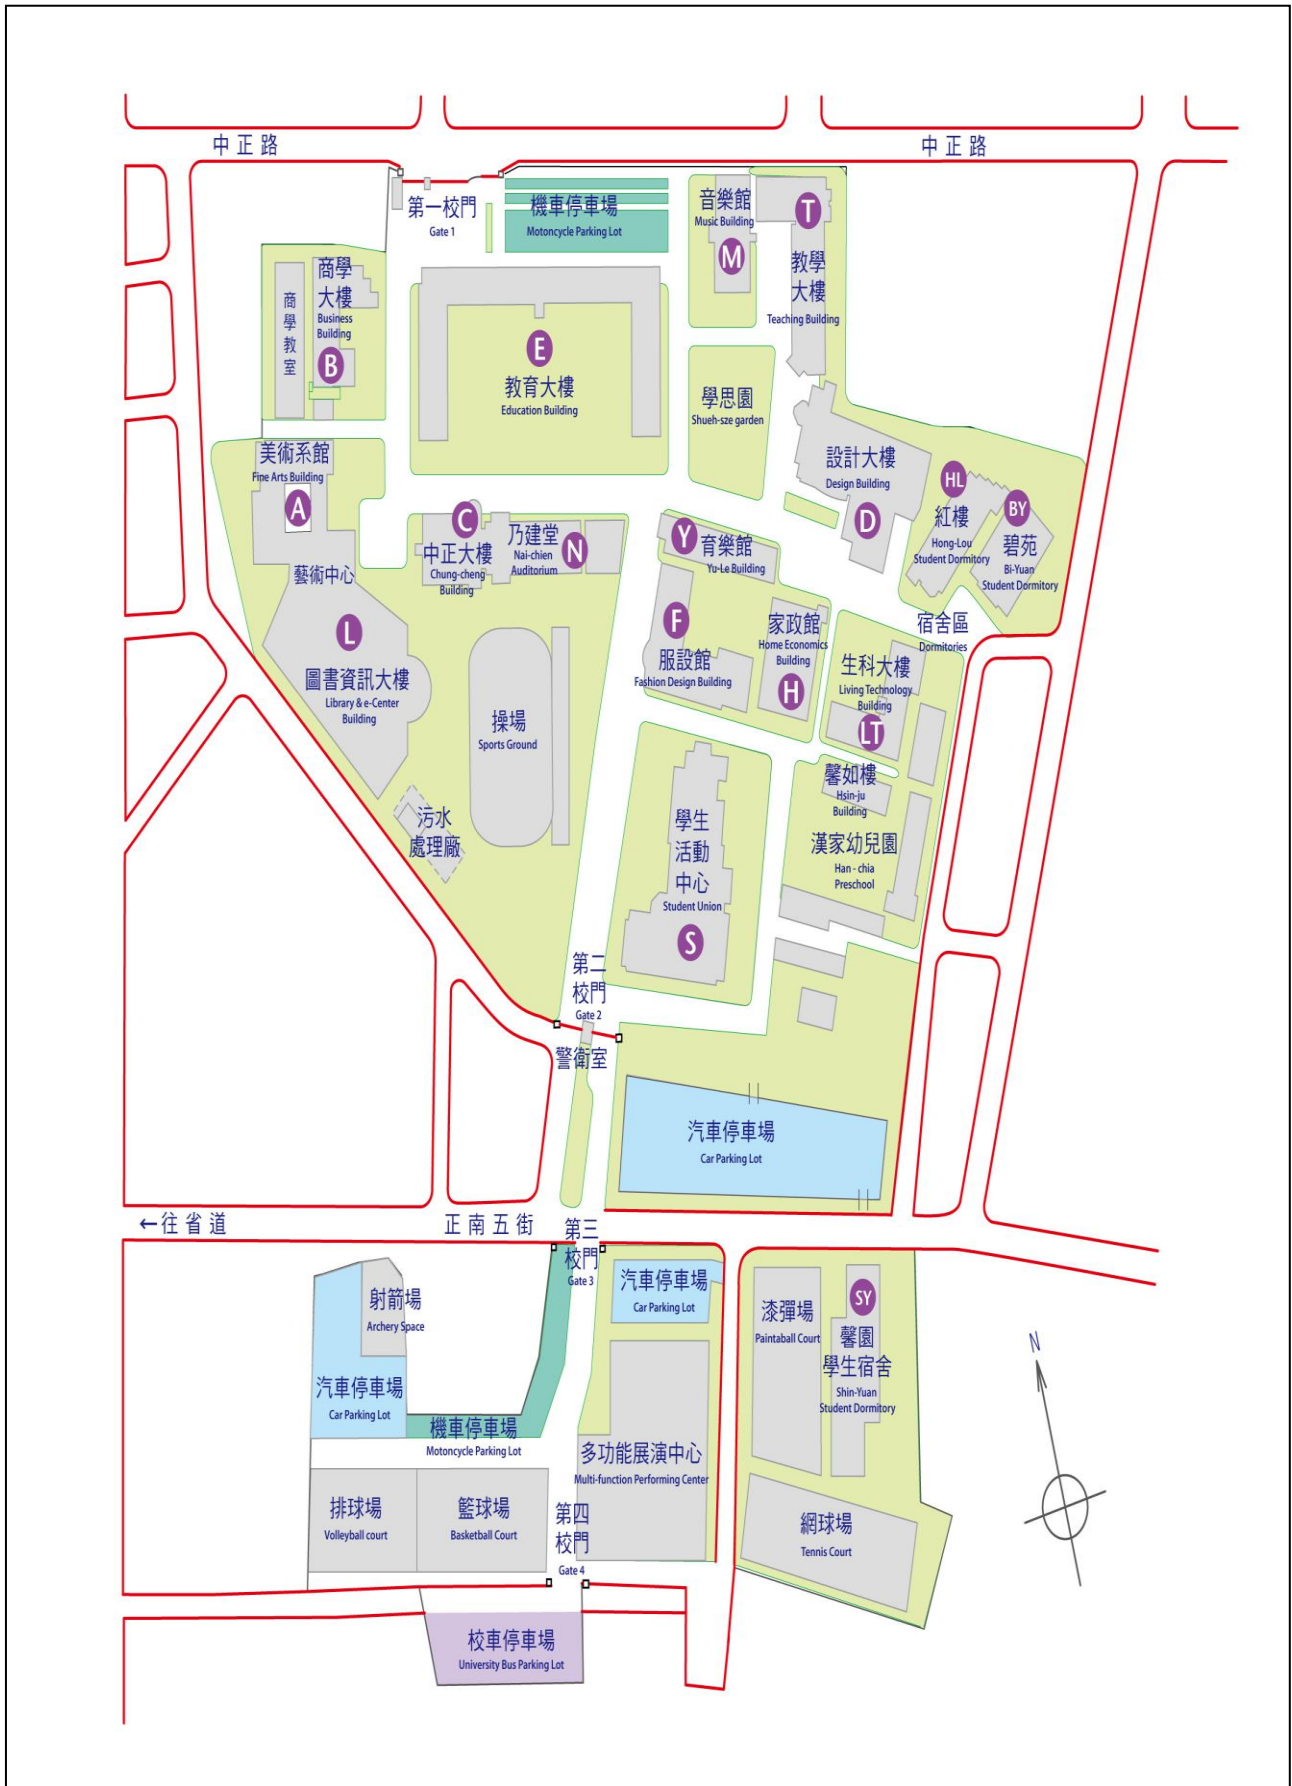 中正路
中正路
第一校門
Gate 1
機車停車場
Motoncycle Parking Lot
音樂館
Music Building
M
T
教學
大樓
Teaching Building
商學
大樓
Business
Building
B
商學教室
E
教育大樓
Education Building
學思園
Shueh-sze garden
美術系館
Fine Arts Building
A
設計大樓
Design Building
D
HL
紅樓
Hong-Lou
Student Dormitory
BY
碧苑
Bi-Yuan
Student Dormitory
C
中正大樓
Chung-cheng
Building
乃建堂
Nai-chien
Auditorium
N
Y
育樂館
Yu-Le Building
藝術中心
L
圖書資訊大樓
Library & e-Center
Building
F
服設館
Fashion Design Building
家政館
Home Economics
Building
H
宿舍區
Dormitories
生科大樓
Living Technology
Building
LT
操場
Sports Ground
馨如樓
Hsin-ju
Building
污水
處理廠
學生
活動
中心
Student Union
S
漢家幼兒園
Han - chia
Preschool
第二
校門
Gate 2
警衛室
汽車停車場
Car Parking Lot
←往省道
正南五街
第三
校門
Gate 3
汽車停車場
Car Parking Lot
射箭場
Archery Space
漆彈場
Paintaball Court
SY
馨園
學生宿舍
Shin-Yuan
Student Dormitory
N
汽車停車場
Car Parking Lot
機車停車場
Motoncycle Parking Lot
多功能展演中心
Multi-function Performing Center
排球場
Volleyball court
籃球場
Basketball Court
第四
校門
Gate 4
網球場
Tennis Court
校車停車場
University Bus Parking Lot